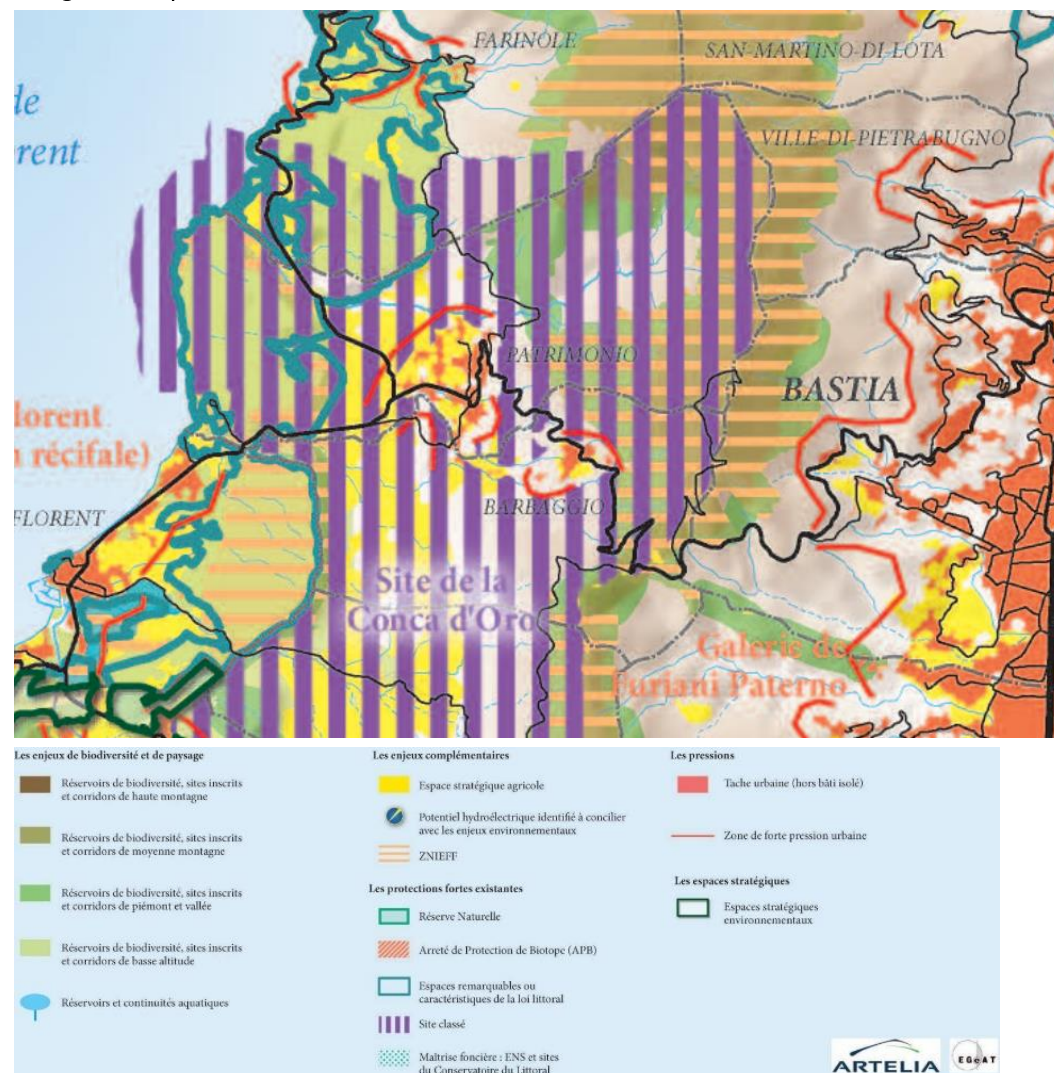 FARINOLE
SAN-MARTINO-DI-LOTA
de
rent
VILLE-DI-PIETRABUGNO
PATRIMONIO
BASTIA
lorent
n récifale)
FLORENT
BARBAGGIO
Site de la
Conca d'Oro
Galerie de
Furiani Paterno
Les enjeux de biodiversité et de paysage
Réservoirs de biodiversité, sites inscrits
et corridors de haute montagne
Réservoirs de biodiversité, sites inscrits
et corridors de moyenne montagne
Réservoirs de biodiversité, sites inscrits
et corridors de piémont et vallée
Réservoirs de biodiversité, sites inscrits
et corridors de basse altitude
Réservoirs et continuités aquatiques
Les enjeux complémentaires
Espace stratégique agricole
Potentiel hydroélectrique identifié à concilier
avec les enjeux environnementaux
ZNIEFF
Les protections fortes existantes
Réserve Naturelle
Arreté de Protection de Biotope (APB)
Espaces remarquables ou
caractéristiques de la loi littoral
Site classé
Maîtrise foncière : ENS et sites
du Conservatoire du Littoral
Les pressions
Tache urbaine (hors bâti isolé)
Zone de forte pression urbaine
Les espaces stratégiques
Espaces stratégiques
environnementaux
ARTELIA
EGeAT